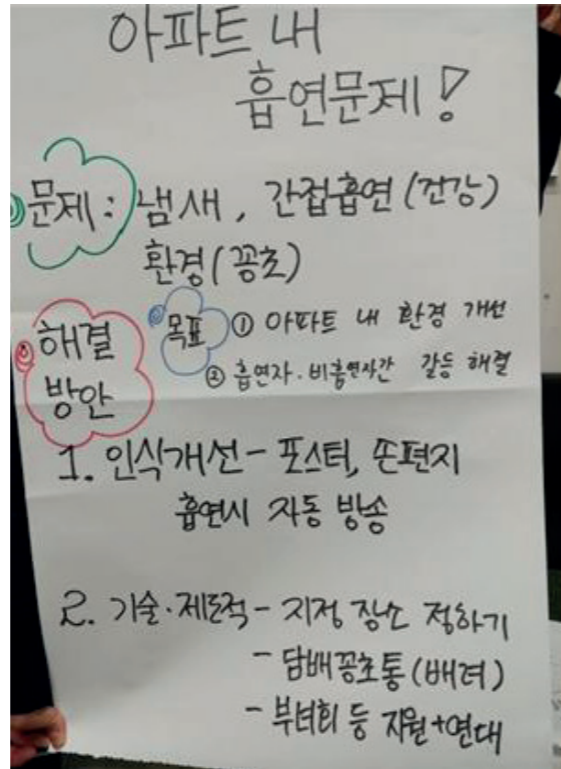 아파트 내
흡연문제!
문제: 냄새, 간접흡연(건강)
환경(꽁초)
해결
방안
목표 ① 아파트 내 환경 개선
② 흡연자·비흡연자간 갈등 해결
1. 인식개선 - 포스터, 손편지
흡연시 자동 방송
2. 기술·제도적 - 지정 장소 정하기
- 담배꽁초통(배려)
- 부녀회 등 지원+연대